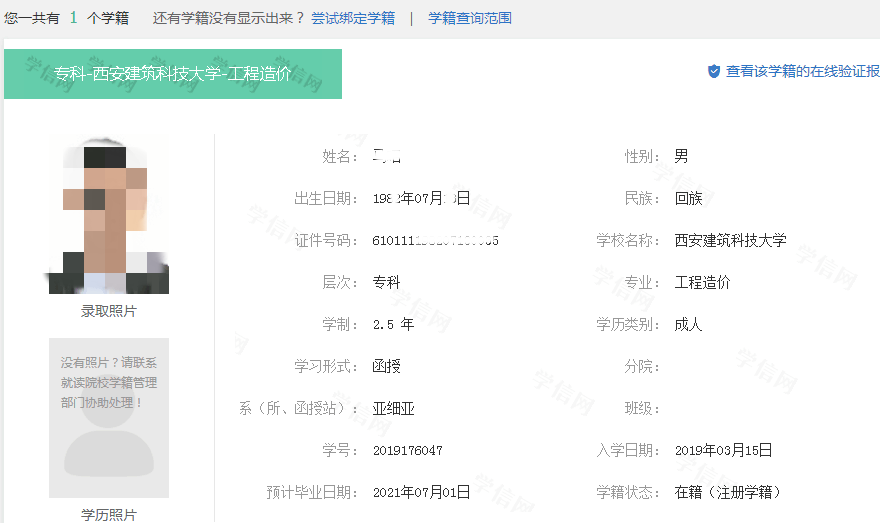 您一共有 1 个学籍 还有学籍没有显示出来？ 尝试绑定学籍 | 学籍查询范围
专科-西安建筑科技大学-工程造价
查看该学籍的在线验证报
姓名： 性别： 男
出生日期： 年07月 日 民族： 回族
证件号码： 学校名称： 西安建筑科技大学
层次： 专科 专业： 工程造价
录取照片
学制： 2.5 年 学历类别： 成人
没有照片？请联系
就读院校学籍管理
部门协助处理！
学习形式： 函授 分院：
系（所、函授站）： 亚细亚 班级：
学号： 2019176047 入学日期： 2019年03月15日
预计毕业日期： 2021年07月01日 学籍状态： 在籍（注册学籍）
学历照片
学信网